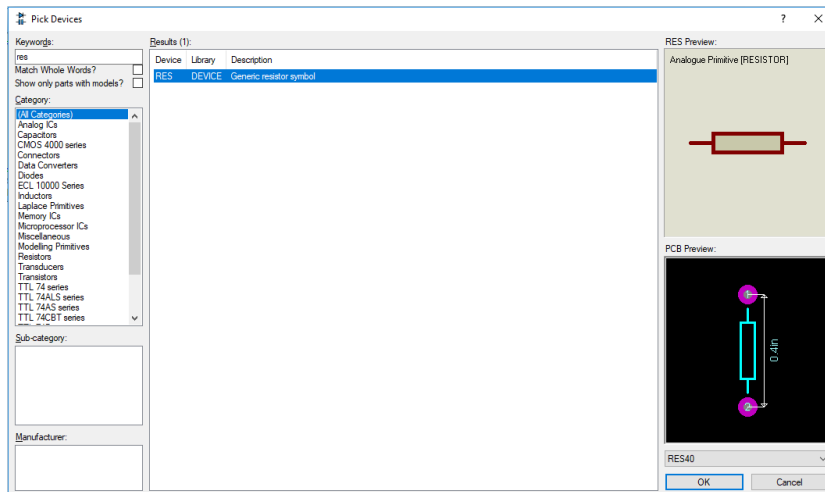 Pick Devices
Keywords:
res
Match Whole Words?
Show only parts with models?
Category:
(All Categories)
Analog ICs
Capacitors
CMOS 4000 series
Connectors
Data Converters
Diodes
ECL 10000 Series
Inductors
Laplace Primitives
Memory ICs
Microprocessor ICs
Miscellaneous
Modelling Primitives
Resistors
Transducers
Transistors
TTL 74 series
TTL 74ALS series
TTL 74AS series
TTL 74CBT series
Sub-category:
Manufacturer:
Results (1):
Device Library Description
RES DEVICE Generic resistor symbol
RES Preview:
Analogue Primitive [RESISTOR]
PCB Preview:
1
0.4in
2
RES40
OK Cancel